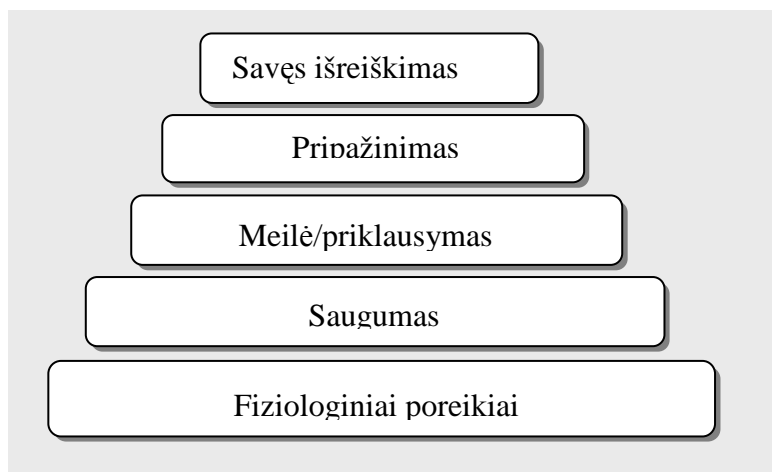 Savęs išreiškimas
Pripažinimas
Meilė/priklausymas
Saugumas
Fiziologiniai poreikiai